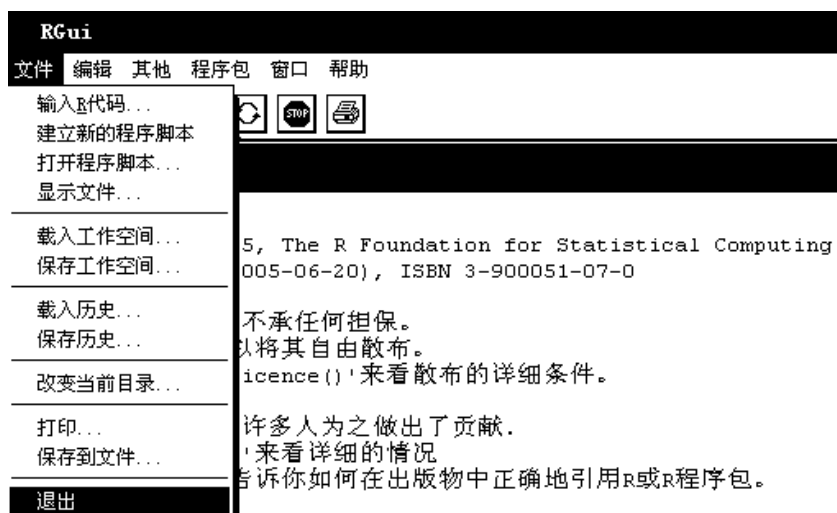 RGui
文件 编辑 其他 程序包 窗口 帮助
STOP
输入R代码...
建立新的程序脚本
打开程序脚本...
显示文件...
载入工作空间...
保存工作空间...
载入历史...
保存历史...
改变当前目录...
打印...
保存到文件...
退出
5, The R Foundation for Statistical Computing
005-06-20), ISBN 3-900051-07-0
不承任何担保。
以将其自由散布。
icence()'来看散布的详细条件。
许多人为之做出了贡献.
'来看详细的情况
告诉你如何在出版物中正确地引用R或R程序包。